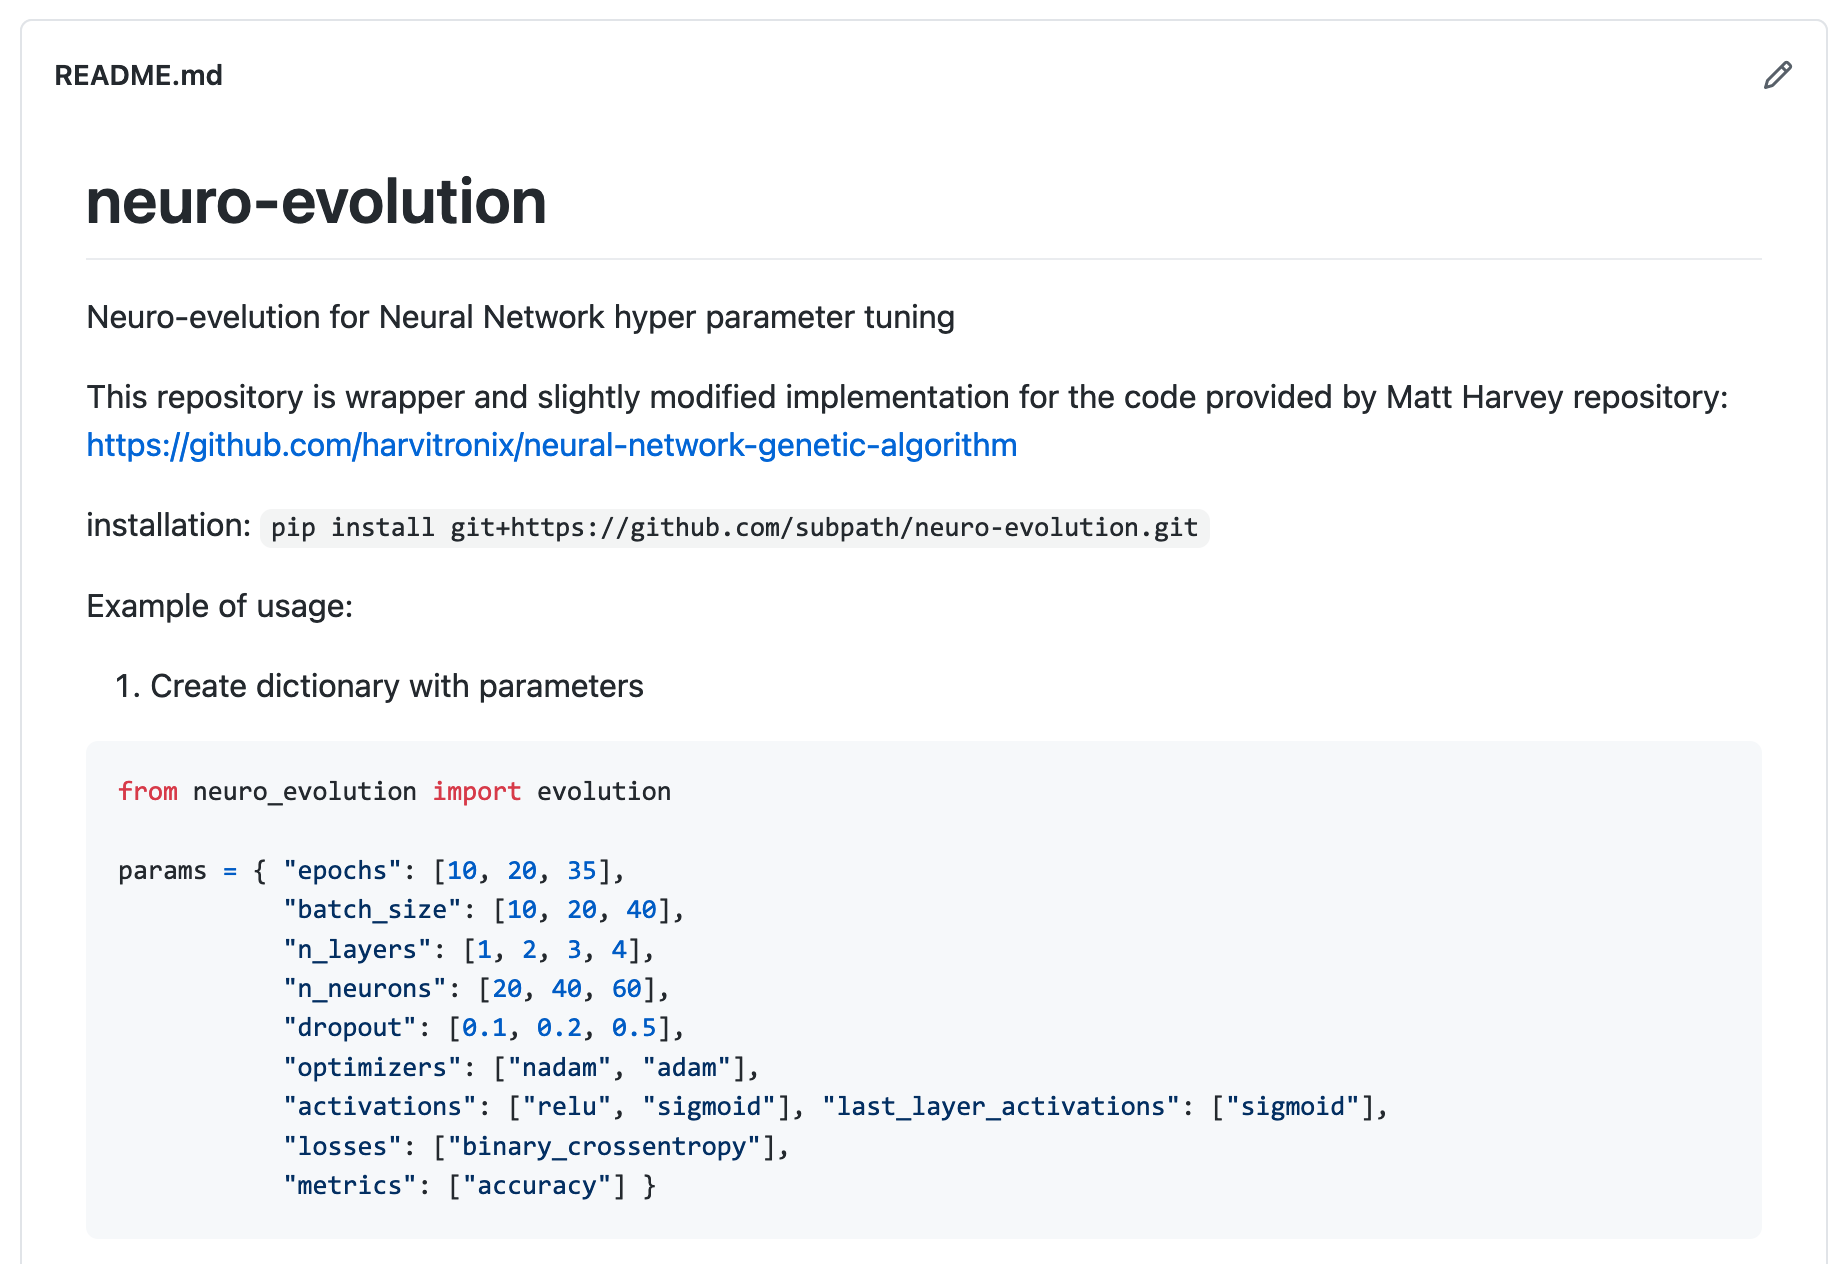 README.md
neuro-evolution
Neuro-evelution for Neural Network hyper parameter tuning
This repository is wrapper and slightly modified implementation for the code provided by Matt Harvey repository:
https://github.com/harvitronix/neural-network-genetic-algorithm
installation: pip install git+https://github.com/subpath/neuro-evolution.git
Example of usage:
1. Create dictionary with parameters
from neuro_evolution import evolution
params = { "epochs": [10, 20, 35],
"batch_size": [10, 20, 40],
"n_layers": [1, 2, 3, 4],
"n_neurons": [20, 40, 60],
"dropout": [0.1, 0.2, 0.5],
"optimizers": ["nadam", "adam"],
"activations": ["relu", "sigmoid"], "last_layer_activations": ["sigmoid"],
"losses": ["binary_crossentropy"],
"metrics": ["accuracy"] }